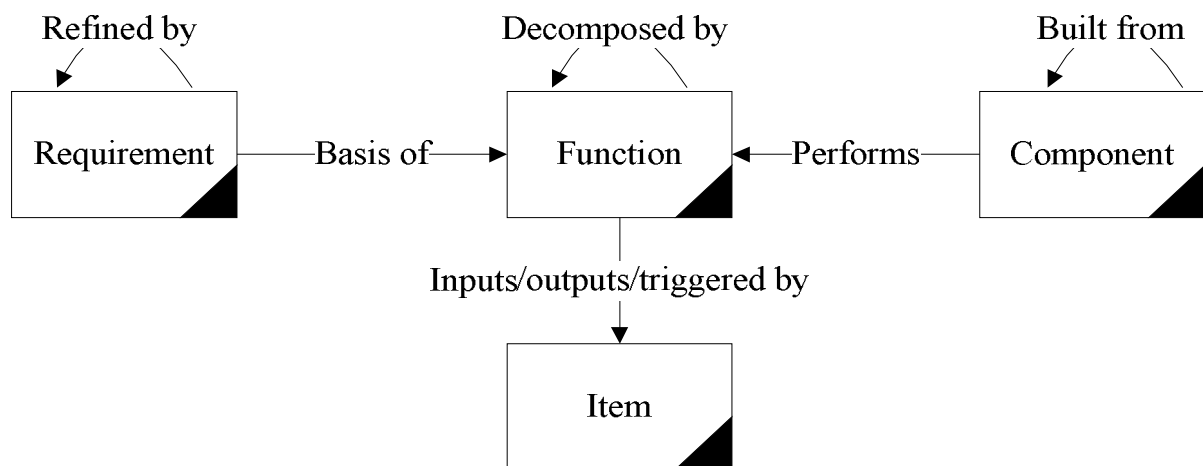 Refined by
Decomposed by
Built from
Requirement
Basis of
Function
Performs
Component
Inputs/outputs/triggered by
Item